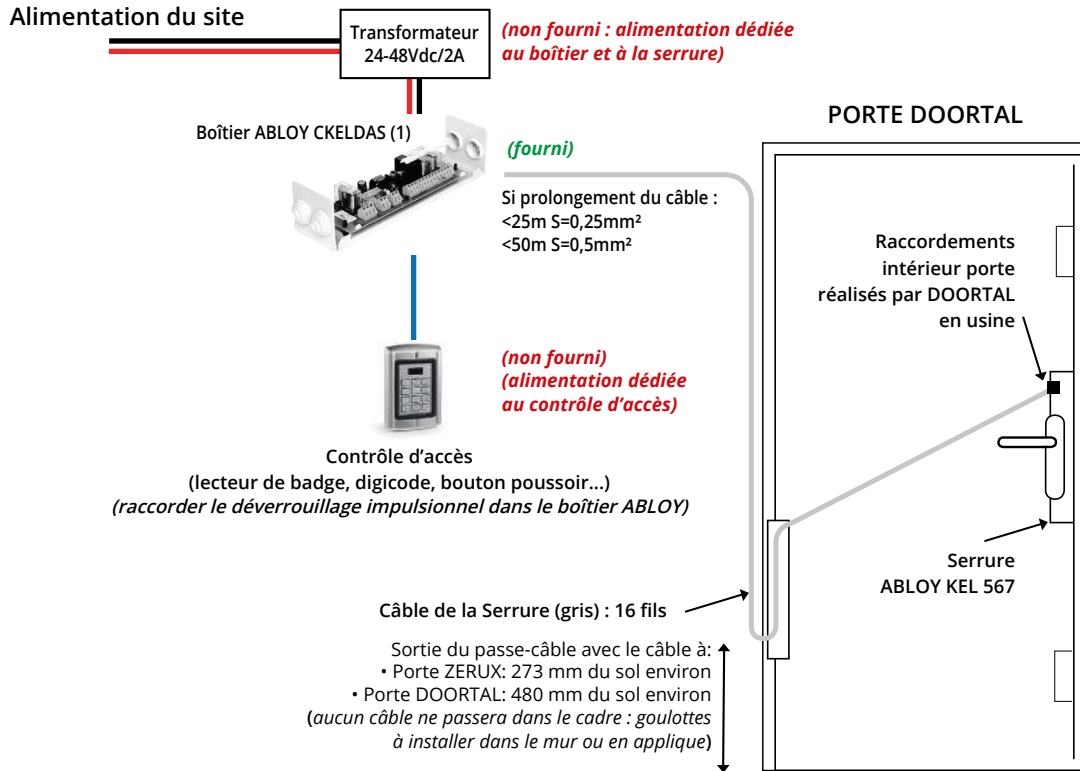 Alimentation du site
Transformateur
24-48Vdc/2A
(non fourni : alimentation dédiée
au boîtier et à la serrure)
Boîtier ABLOY CKELDAS (1)
(fourni)
Si prolongement du câble :
<25m S=0,25mm²
<50m S=0,5mm²
PORTE DOORTAL
Raccordements
intérieur porte
réalisés par DOORTAL
en usine
(non fourni)
(alimentation dédiée
au contrôle d'accès)
Contrôle d'accès
(lecteur de badge, digicode, bouton poussoir...)
(raccorder le déverrouillage impulsionnel dans le boîtier ABLOY)
Serrure
ABLOY KEL 567
Câble de la Serrure (gris) : 16 fils
Sortie du passe-câble avec le câble à:
• Porte ZERUX: 273 mm du sol environ
• Porte DOORTAL: 480 mm du sol environ
(aucun câble ne passera dans le cadre : goulottes
à installer dans le mur ou en applique)